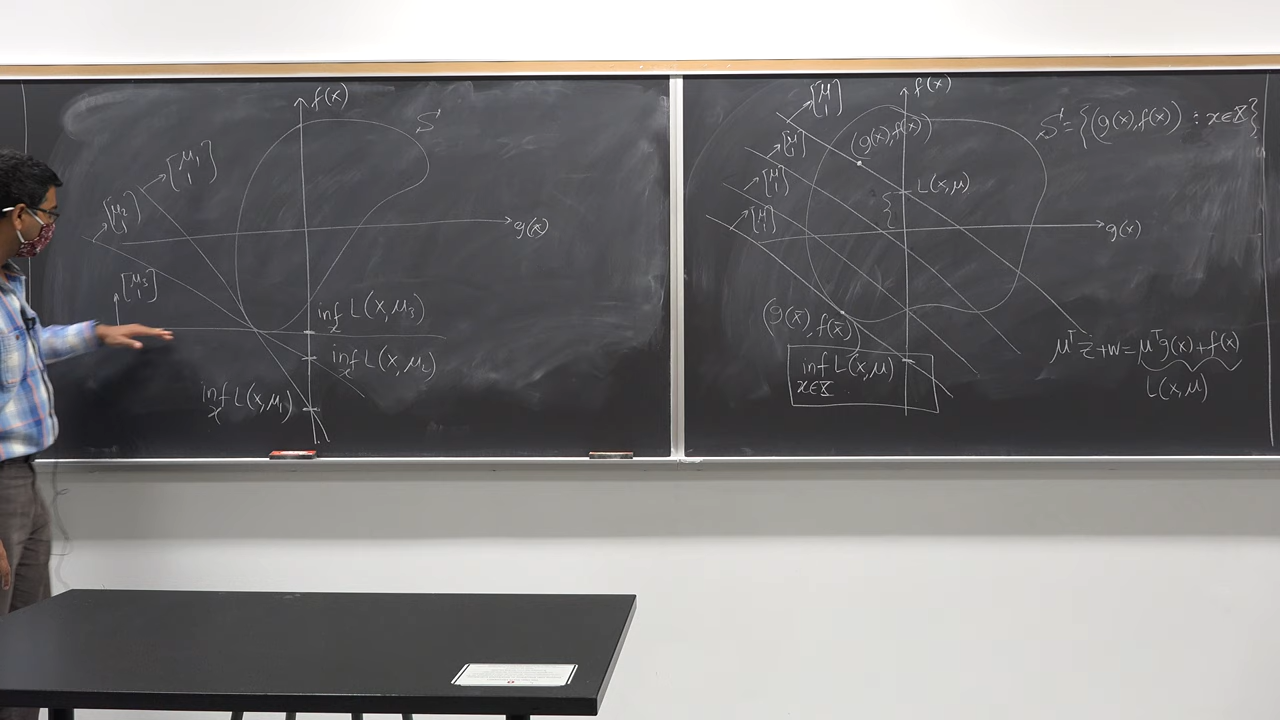 f(x)
S
[μ₁ 1]
[μ₂ 1]
g(x)
[μ₃ 1]
inf L(x, μ₃)
x
inf L(x, μ₂)
x
inf L(x, μ₁)
x
[μ 1]
f(x)
S = {(g(x), f(x)) : x ∈ X}
(g(x), f(x))
[μ 1]
[μ 1]
L(x, μ)
[μ 1]
g(x)
(g(x̄), f(x̄))
μᵀz + w = μᵀg(x) + f(x)
L(x, μ)
inf L(x, μ)
x ∈ X